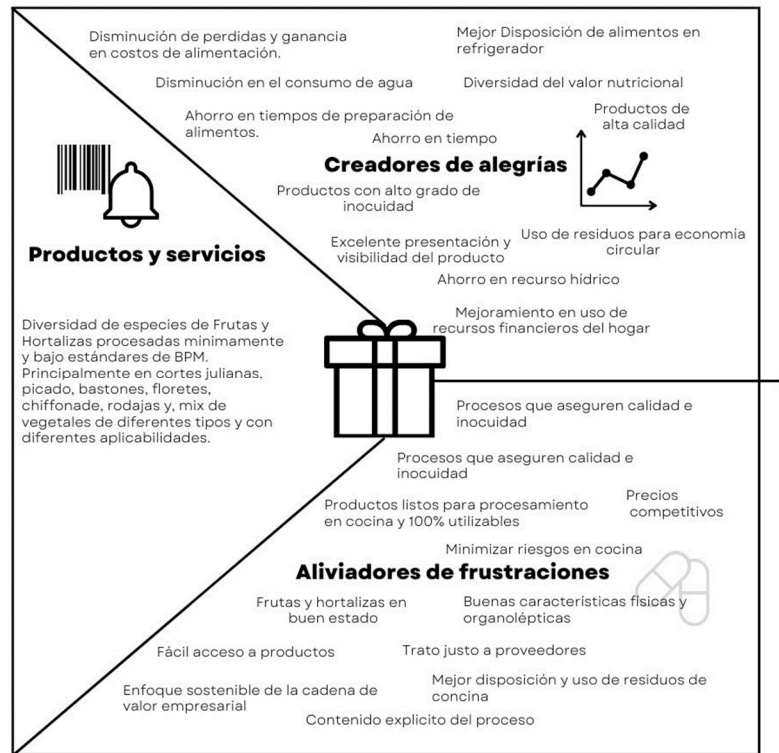 Disminución de perdidas y ganancia
en costos de alimentación.
Mejor Disposición de alimentos en
refrigerador
Disminución en el consumo de agua
Diversidad del valor nutricional
Ahorro en tiempos de preparación de
alimentos.
Productos de
alta calidad
Ahorro en tiempo
Creadores de alegrías
Productos con alto grado de
inocuidad
Excelente presentación y
visibilidad del producto
Uso de residuos para economía
circular
Ahorro en recurso hídrico
Mejoramiento en uso de
recursos financieros del hogar
Productos y servicios
Diversidad de especies de Frutas y
Hortalizas procesadas mínimamente
y bajo estándares de BPM.
Principalmente en cortes julianas,
picado, bastones, floretes,
chiffonade, rodajas y, mix de
vegetales de diferentes tipos y con
diferentes aplicabilidades.
Procesos que aseguren calidad e
inocuidad
Procesos que aseguren calidad e
inocuidad
Productos listos para procesamiento
en cocina y 100% utilizables
Precios
competitivos
Minimizar riesgos en cocina
Aliviadores de frustraciones
Frutas y hortalizas en
buen estado
Buenas características físicas y
organolépticas
Fácil acceso a productos
Trato justo a proveedores
Enfoque sostenible de la cadena de
valor empresarial
Mejor disposición y uso de residuos de
concina
Contenido explicito del proceso